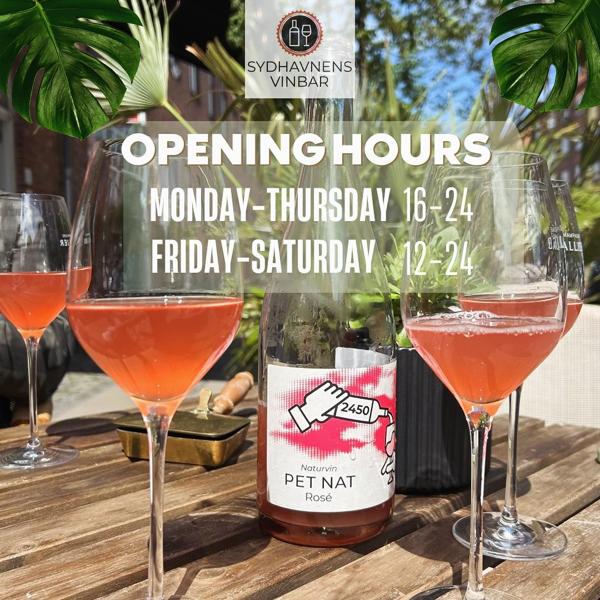 SYDHAVNENS
VINBAR
OPENING HOURS
MONDAY-THURSDAY 16-24
FRIDAY-SATURDAY 12-24
2450
Naturvin
PET NAT
Rosé